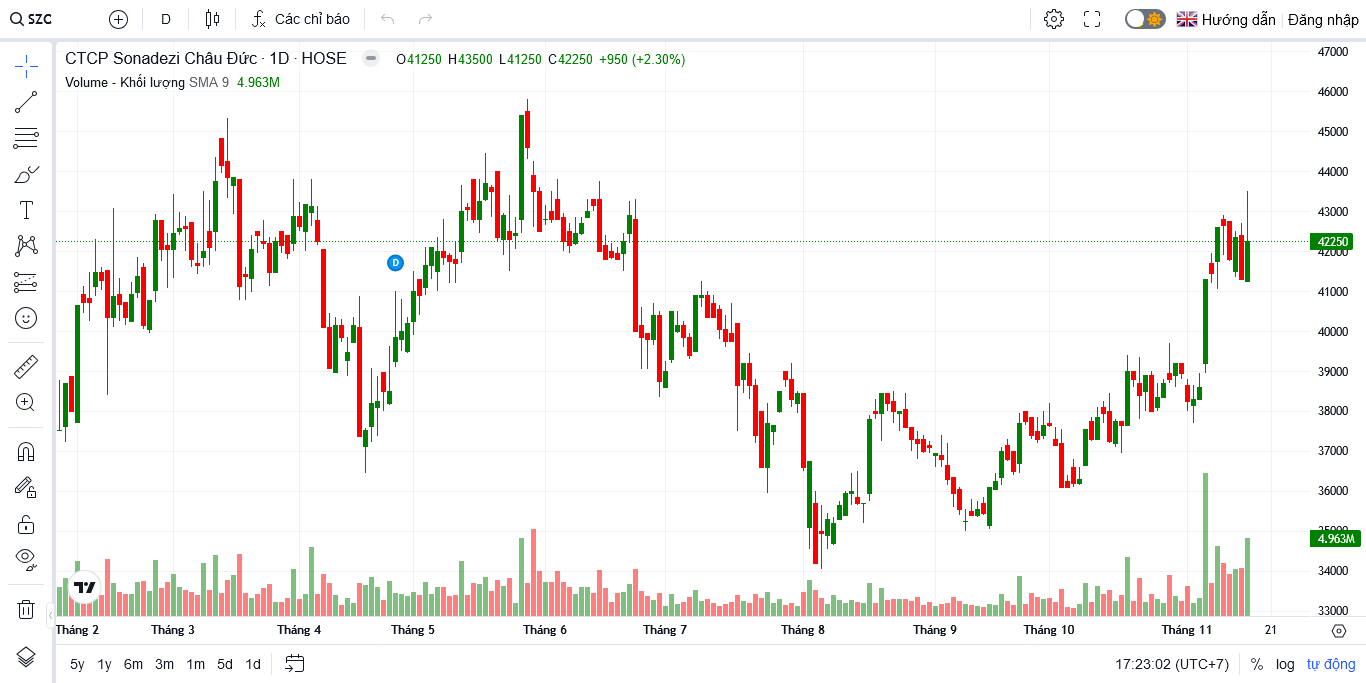 SZC D Các chỉ báo Hướng dẫn Đăng nhập
CTCP Sonadezi Châu Đức · 1D · HOSE O41250 H43500 L41250 C42250 +950 (+2.30%)
Volume - Khối lượng SMA 9 4.963M
47000
46000
45000
44000
43000
42250
42000
41000
40000
39000
38000
37000
36000
35000
4.963M
34000
33000
D
Tháng 2 Tháng 3 Tháng 4 Tháng 5 Tháng 6 Tháng 7 Tháng 8 Tháng 9 Tháng 10 Tháng 11 21
5y 1y 6m 3m 1m 5d 1d 17:23:02 (UTC+7) % log tự động